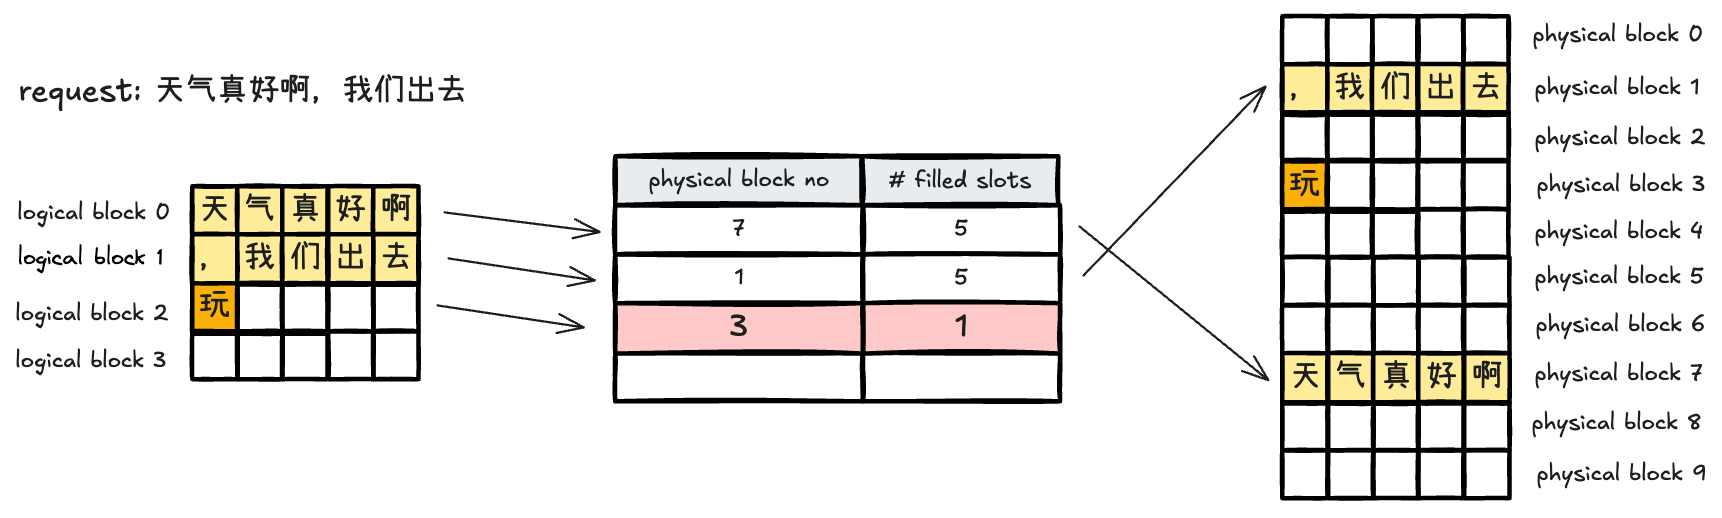 request: 天气真好啊，我们出去
logical block 0
天 气 真 好 啊
logical block 1
， 我 们 出 去
logical block 2
玩
logical block 3
physical block no
# filled slots
7
5
1
5
3
1
physical block 0
， 我 们 出 去
physical block 1
physical block 2
玩
physical block 3
physical block 4
physical block 5
physical block 6
天 气 真 好 啊
physical block 7
physical block 8
physical block 9